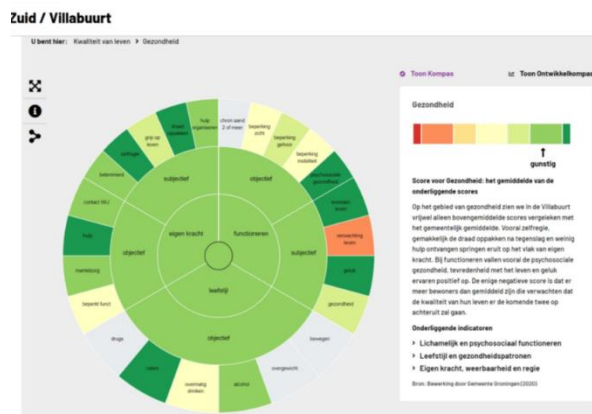 Zuid / Villabuurt
U bent hier: Kwaliteit van leven > Gezondheid
Toon Kompas
Toon Ontwikkelkompas
Gezondheid
gunstig
Score voor Gezondheid: het gemiddelde van de
onderliggende scores
Op het gebied van gezondheid zien we in de Villabuurt
vrijwel alleen bovengemiddelde scores vergeleken met
het gemeentelijk gemiddelde. Vooral zelfregie,
gemakkelijk de draad oppakken na tegenslag en weinig
hulp ontvangen springen eruit op het vlak van eigen
kracht. Bij functioneren vallen vooral de psychosociale
gezondheid, tevredenheid met het leven en geluk
ervaren positief op. De enige negatieve score is dat er
meer bewoners dan gemiddeld zijn die verwachten dat
de kwaliteit van hun leven er de komende twee op
achteruit zal gaan.
Onderliggende indicatoren
> Lichamelijk en psychosociaal functioneren
> Leefstijl en gezondheidspatronen
> Eigen kracht, weerbaarheid en regie
Bron: Bewerking door Gemeente Groningen (2020)
eigen kracht
functioneren
leefstijl
subjectief
objectief
objectief
subjectief
objectief
hulp
organiseren
chron aand
2 of meer
beperking
zicht
beperking
gehoor
beperking
mobiliteit
psychosociale
gezondheid
tevreden
leven
verwachting
leven
geluk
gezondheid
bewegen
overgewicht
alcohol
overmatig
drinken
drugs
beperkt funct
mantelzorg
hulp
contact WIJ
zelfregie
grip op
leven
draad
oppakken